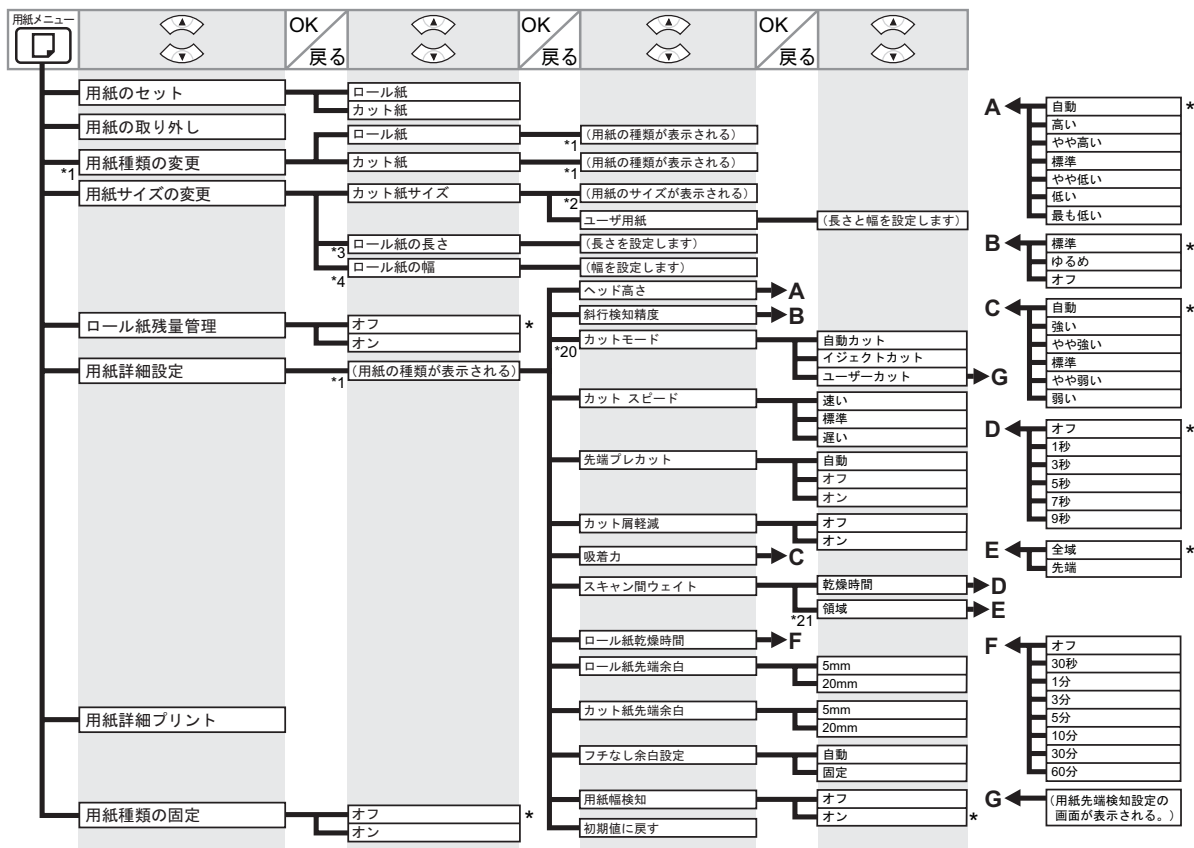 用紙メニュー
OK
戻る
OK
戻る
OK
戻る
用紙のセット
ロール紙
カット紙
用紙の取り外し
*1
用紙種類の変更
ロール紙
*1
(用紙の種類が表示される)
カット紙
*1
(用紙の種類が表示される)
用紙サイズの変更
カット紙サイズ
*2
(用紙のサイズが表示される)
ユーザ用紙
(長さと幅を設定します)
*3
ロール紙の長さ
(長さを設定します)
*4
ロール紙の幅
(幅を設定します)
ロール紙残量管理
オフ
*
オン
用紙詳細設定
*1
(用紙の種類が表示される)
ヘッド高さ
A
斜行検知精度
B
*20
カットモード
自動カット
イジェクトカット
ユーザーカット
G
カット スピード
速い
標準
遅い
先端プレカット
自動
オフ
オン
カット屑軽減
オフ
オン
吸着力
C
スキャン間ウェイト
乾燥時間
D
*21
領域
E
ロール紙乾燥時間
F
ロール紙先端余白
5mm
20mm
カット紙先端余白
5mm
20mm
フチなし余白設定
自動
固定
用紙幅検知
オフ
オン
*
初期値に戻す
用紙詳細プリント
用紙種類の固定
オフ
*
オン
A
自動
*
高い
やや高い
標準
やや低い
低い
最も低い
B
標準
*
ゆるめ
オフ
C
自動
*
強い
やや強い
標準
やや弱い
弱い
D
オフ
*
1秒
3秒
5秒
7秒
9秒
E
全域
*
先端
F
オフ
30秒
1分
3分
5分
10分
30分
60分
G
(用紙先端検知設定の
画面が表示される。)